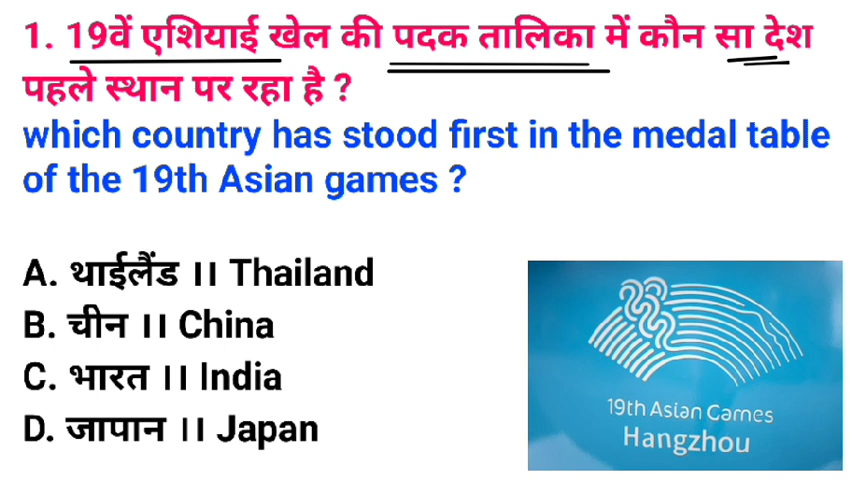 1. 19वें एशियाई खेल की पदक तालिका में कौन सा देश
पहले स्थान पर रहा है ?
which country has stood first in the medal table
of the 19th Asian games ?
A. थाईलैंड ।। Thailand
B. चीन ।। China
C. भारत ।। India
D. जापान ।। Japan
19th Asian Games
Hangzhou